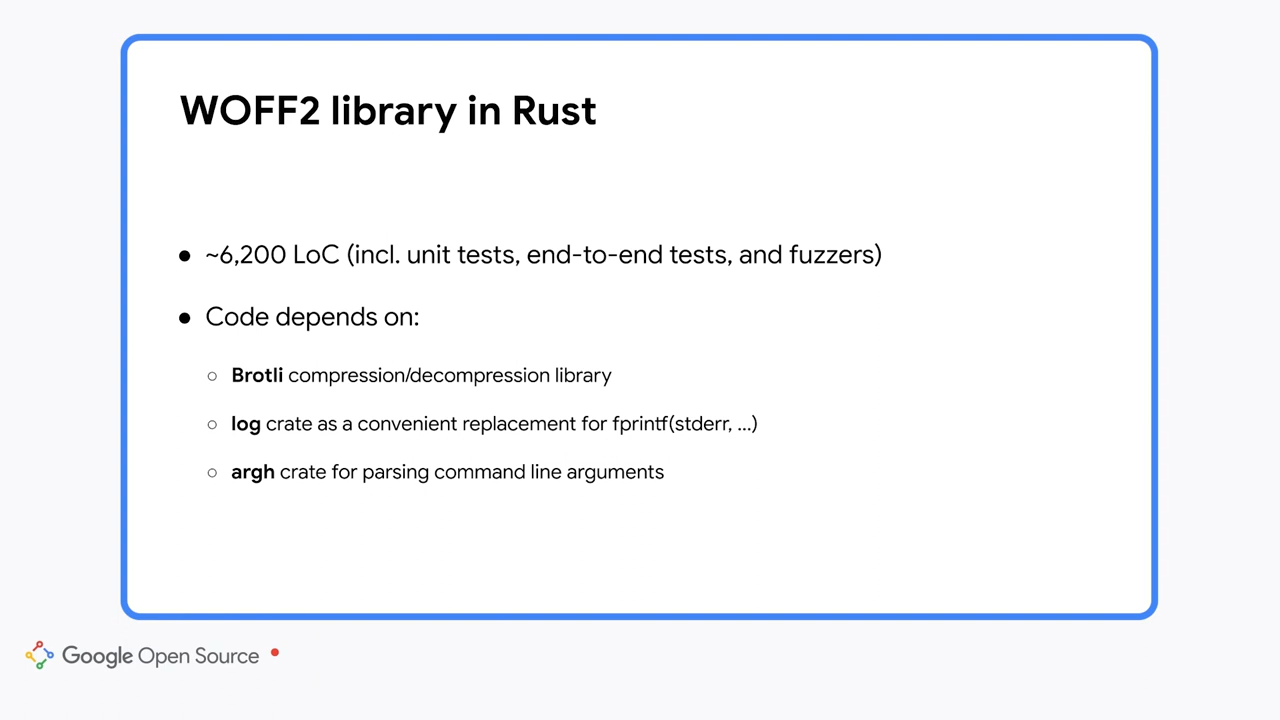 WOFF2 library in Rust
● ~6,200 LoC (incl. unit tests, end-to-end tests, and fuzzers)
● Code depends on:
○ Brotli compression/decompression library
○ log crate as a convenient replacement for fprintf(stderr, ...)
○ argh crate for parsing command line arguments
Google Open Source